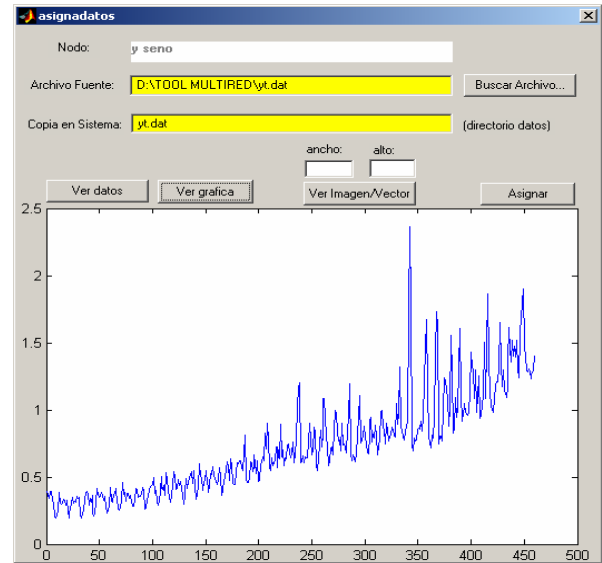 asignadatos
Nodo: y seno
Archivo Fuente: D:\TOOL MULTIRED\yt.dat Buscar Archivo...
Copia en Sistema: yt.dat (directorio datos)
ancho: alto:
Ver datos Ver grafica Ver Imagen/Vector Asignar
2.5
2
1.5
1
0.5
0
0 50 100 150 200 250 300 350 400 450 500